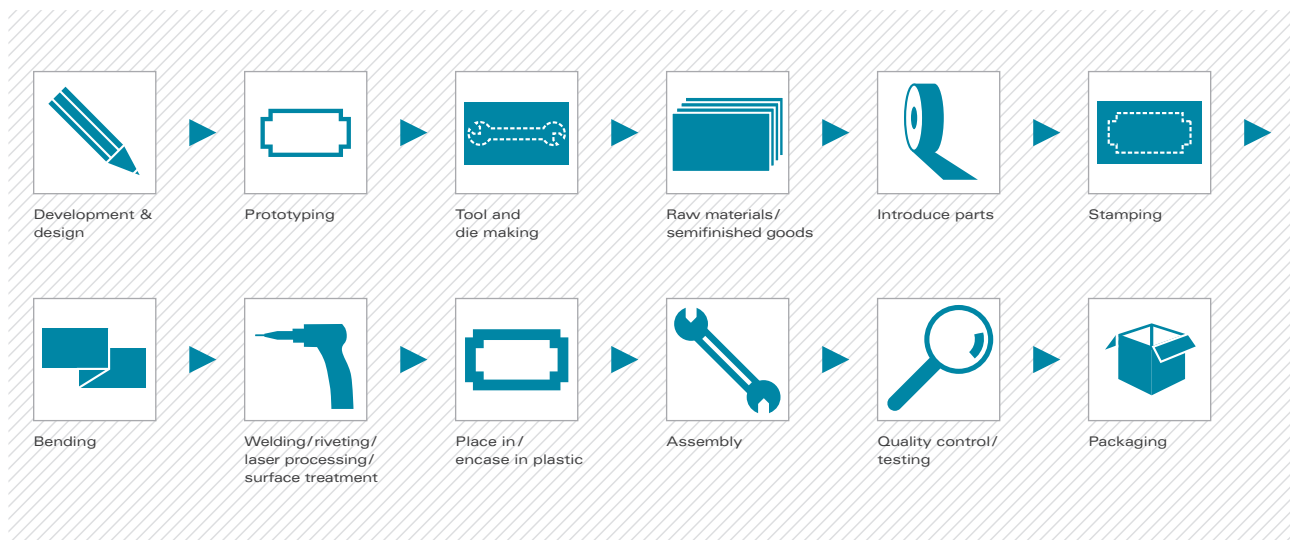 Development &
design
Prototyping
Tool and
die making
Raw materials/
semifinished goods
Introduce parts
Stamping
Bending
Welding/riveting/
laser processing/
surface treatment
Place in/
encase in plastic
Assembly
Quality control/
testing
Packaging